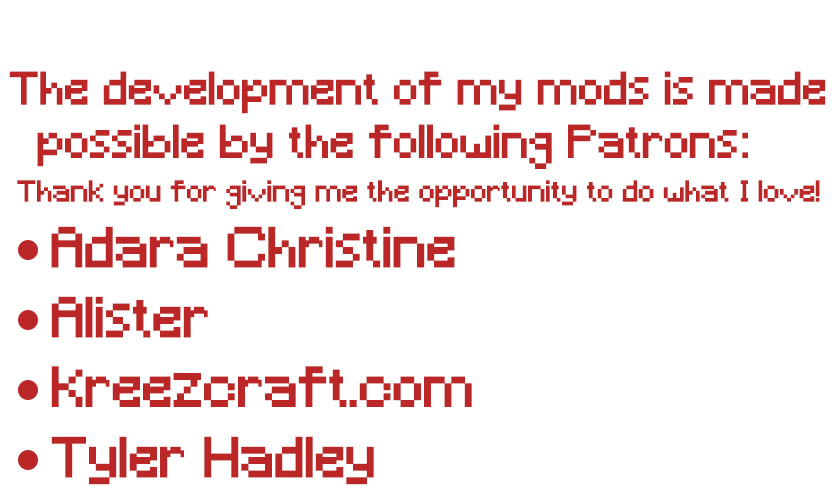 The development of my mods is made
possible by the following Patrons:
Thank you for giving me the opportunity to do what I love!
• Adara Christine
• Alister
• Kreezcraft.com
• Tyler Hadley